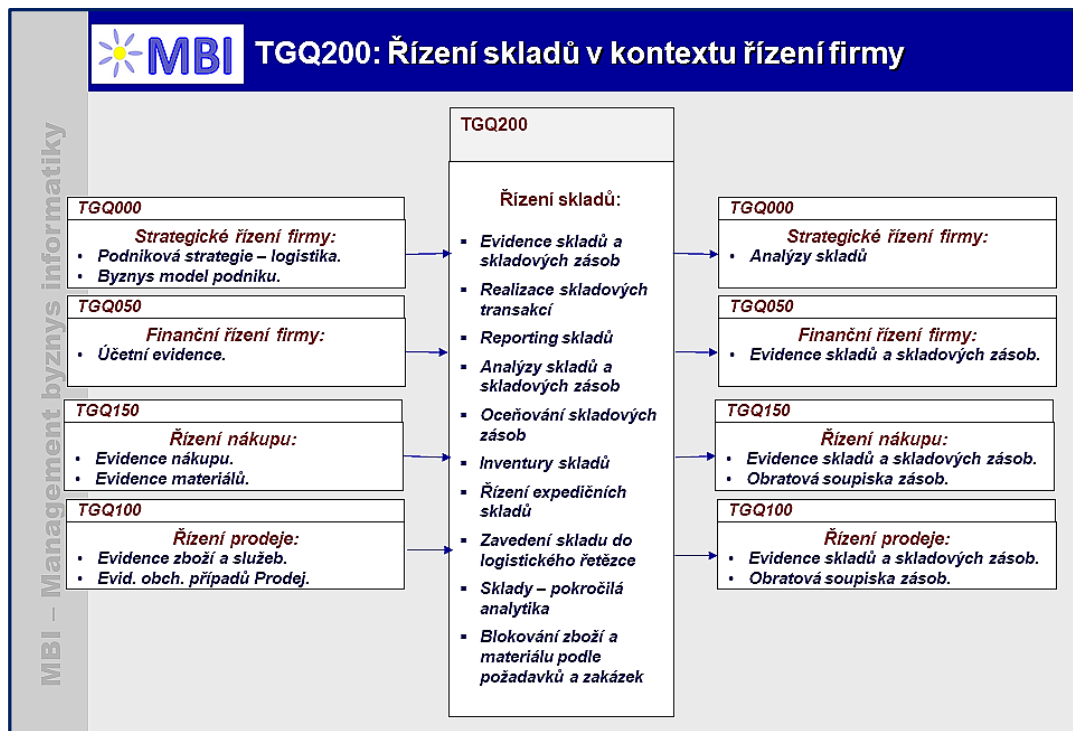 MBI
TGQ200: Řízení skladů v kontextu řízení firmy
MBI – Management byznys informatiky
TGQ000
Strategické řízení firmy:
• Podniková strategie – logistika.
• Byznys model podniku.
TGQ050
Finanční řízení firmy:
• Účetní evidence.
TGQ150
Řízení nákupu:
• Evidence nákupu.
• Evidence materiálů.
TGQ100
Řízení prodeje:
• Evidence zboží a služeb.
• Evid. obch. případů Prodej.
TGQ200
Řízení skladů:
▪ Evidence skladů a
skladových zásob
▪ Realizace skladových
transakcí
▪ Reporting skladů
▪ Analýzy skladů a
skladových zásob
▪ Oceňování skladových
zásob
▪ Inventury skladů
▪ Řízení expedičních
skladů
▪ Zavedení skladu do
logistického řetězce
▪ Sklady – pokročilá
analytika
▪ Blokování zboží a
materiálu podle
požadavků a zakázek
TGQ000
Strategické řízení firmy:
• Analýzy skladů
TGQ050
Finanční řízení firmy:
• Evidence skladů a skladových zásob.
TGQ150
Řízení nákupu:
• Evidence skladů a skladových zásob.
• Obratová soupiska zásob.
TGQ100
Řízení prodeje:
• Evidence skladů a skladových zásob.
• Obratová soupiska zásob.